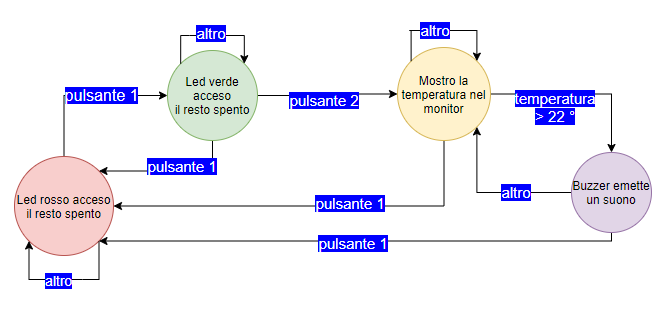 altro
altro
Led verde
acceso
il resto spento
Mostro la
temperatura nel
monitor
pulsante 1
pulsante 2
temperatura
> 22 °
pulsante 1
Led rosso acceso
il resto spento
pulsante 1
altro
Buzzer emette
un suono
pulsante 1
altro